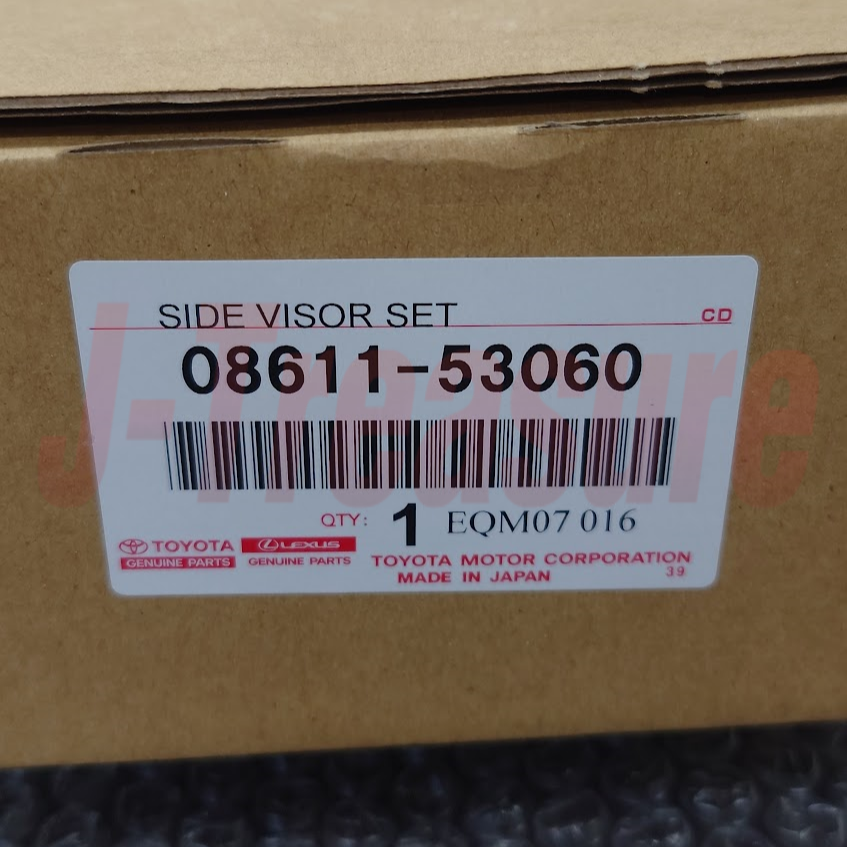 SIDE VISOR SET
CD
08611-53060
QTY: 1 EQM07 016
TOYOTA
GENUINE PARTS
LEXUS
GENUINE PARTS
TOYOTA MOTOR CORPORATION
MADE IN JAPAN
39
J-Treasure